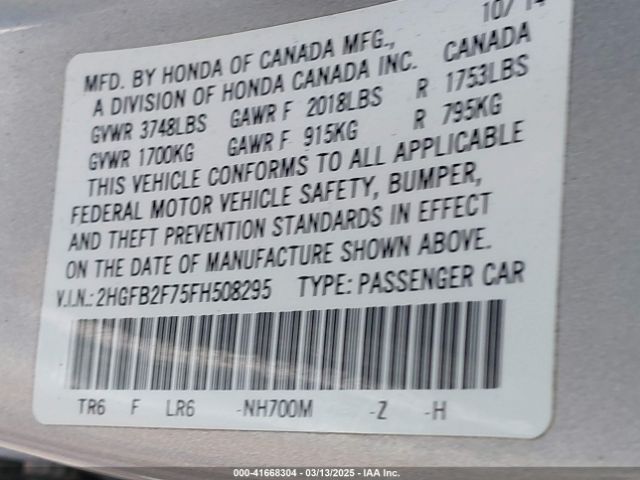 10/14
MFD. BY HONDA OF CANADA MFG., CANADA
A DIVISION OF HONDA CANADA INC.
GVWR 3748LBS GAWR F 2018LBS R 1753LBS
GVWR 1700KG GAWR F 915KG R 795KG
THIS VEHICLE CONFORMS TO ALL APPLICABLE
FEDERAL MOTOR VEHICLE SAFETY, BUMPER,
AND THEFT PREVENTION STANDARDS IN EFFECT
ON THE DATE OF MANUFACTURE SHOWN ABOVE.
V.I.N.: 2HGFB2F75FH508295 TYPE: PASSENGER CAR
TR6 F LR6 -NH700M -Z -H
000-41668304 | 03/13/2025 - IAA Inc.